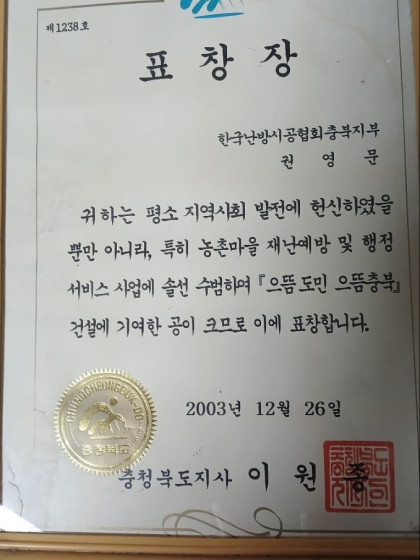 제1238호
표창장
한국난방시공협회충북지부
권영문
귀하는 평소 지역사회 발전에 헌신하였을
뿐만 아니라, 특히 농촌마을 재난예방 및 행정
서비스 사업에 솔선 수범하여 『으뜸도민 으뜸충북』
건설에 기여한 공이 크므로 이에 표창합니다.
CHUNGCHEONGBUK-DO
충청북도
2003년 12월 26일
충청북도지사 이원종